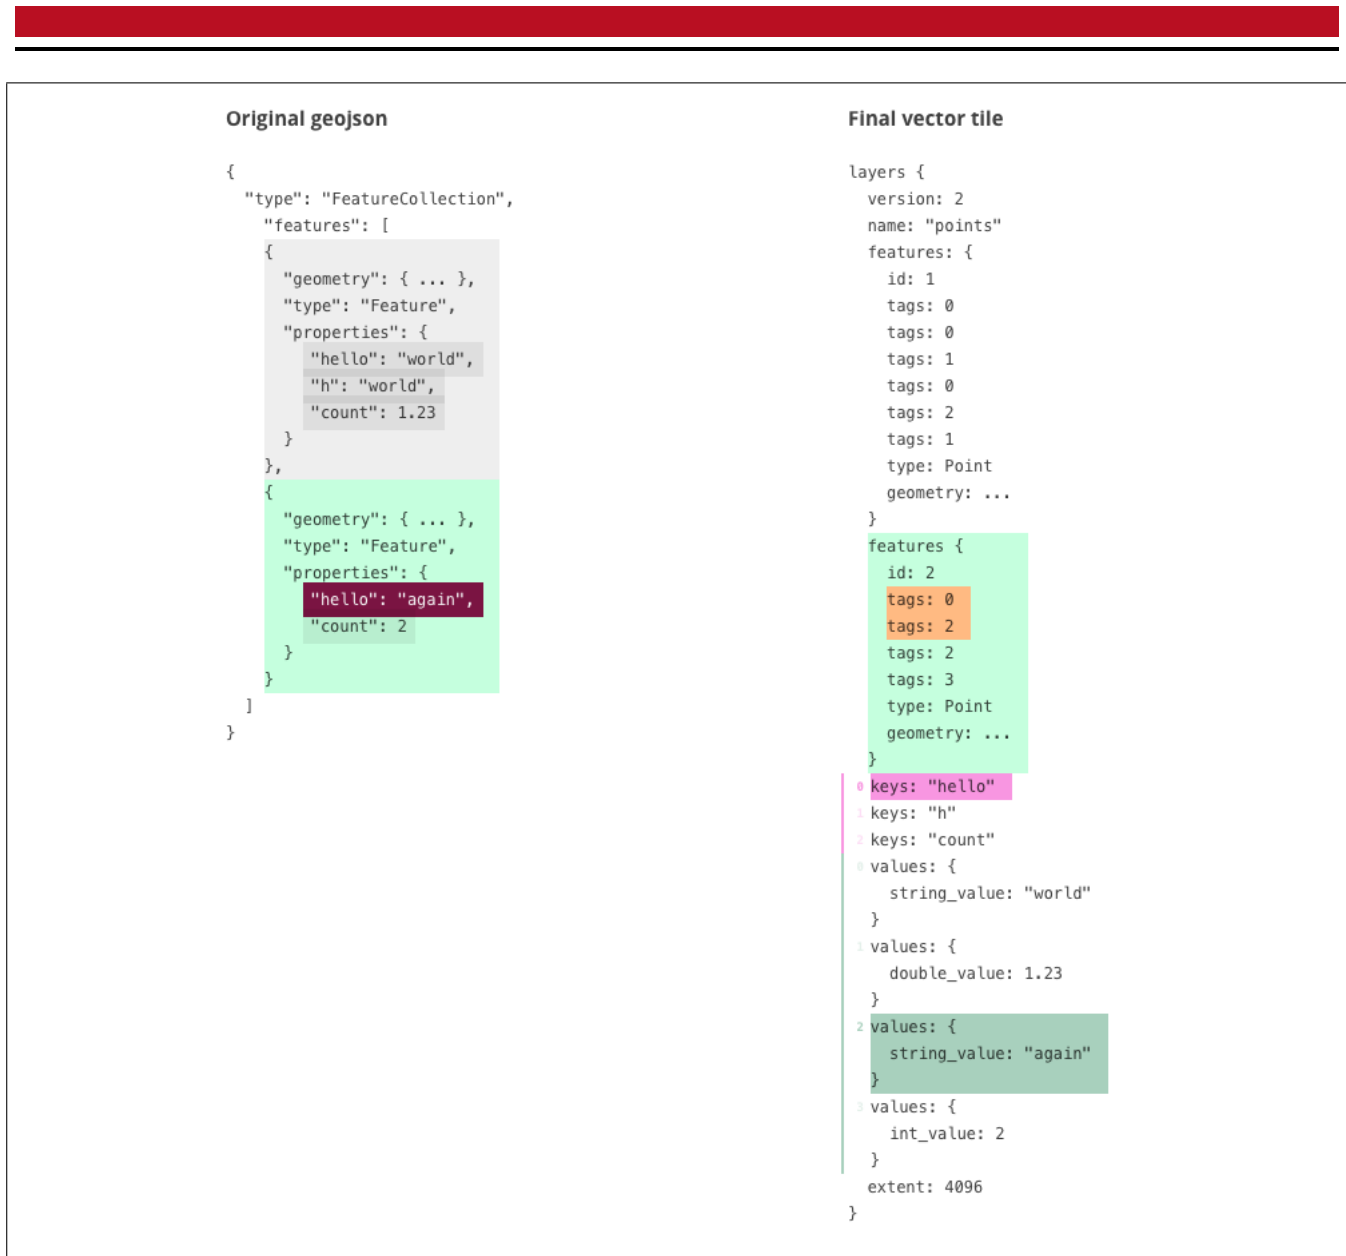 Original geojson
{
"type": "FeatureCollection",
"features": [
{
"geometry": { ... },
"type": "Feature",
"properties": {
"hello": "world",
"h": "world",
"count": 1.23
}
},
{
"geometry": { ... },
"type": "Feature",
"properties": {
"hello": "again",
"count": 2
}
}
]
}
Final vector tile
layers {
version: 2
name: "points"
features: {
id: 1
tags: 0
tags: 0
tags: 1
tags: 0
tags: 2
tags: 1
type: Point
geometry: ...
}
features {
id: 2
tags: 0
tags: 2
tags: 2
tags: 3
type: Point
geometry: ...
}
0 keys: "hello"
1 keys: "h"
2 keys: "count"
0 values: {
string_value: "world"
}
1 values: {
double_value: 1.23
}
2 values: {
string_value: "again"
}
3 values: {
int_value: 2
}
extent: 4096
}